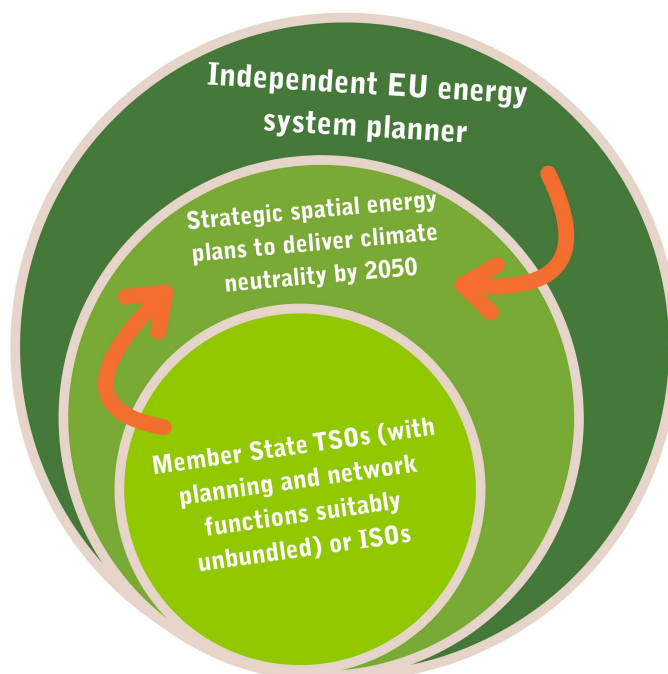 Independent EU energy
system planner
Strategic spatial energy
plans to deliver climate
neutrality by 2050
Member State TSOs (with
planning and network
functions suitably
unbundled) or ISOs